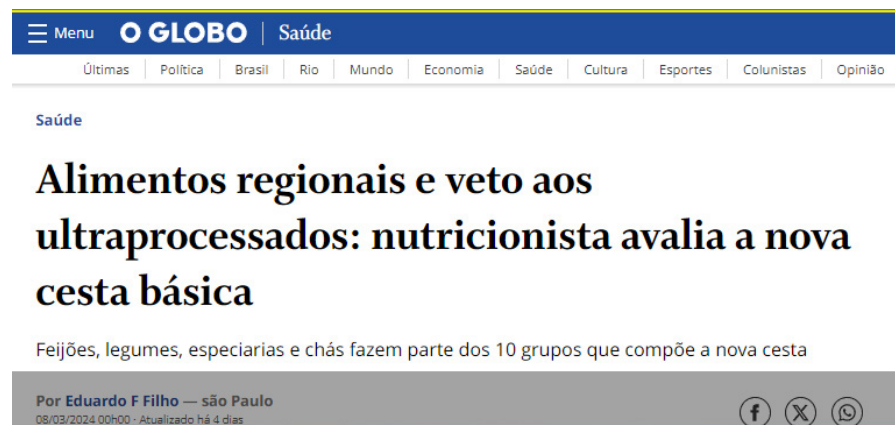 Menu O GLOBO | Saúde
Últimas Política Brasil Rio Mundo Economia Saúde Cultura Esportes Colunistas Opinião
Saúde
Alimentos regionais e veto aos
ultraprocessados: nutricionista avalia a nova
cesta básica
Feijões, legumes, especiarias e chás fazem parte dos 10 grupos que compõe a nova cesta
Por Eduardo F Filho — são Paulo
08/03/2024 00h00 · Atualizado há 4 dias